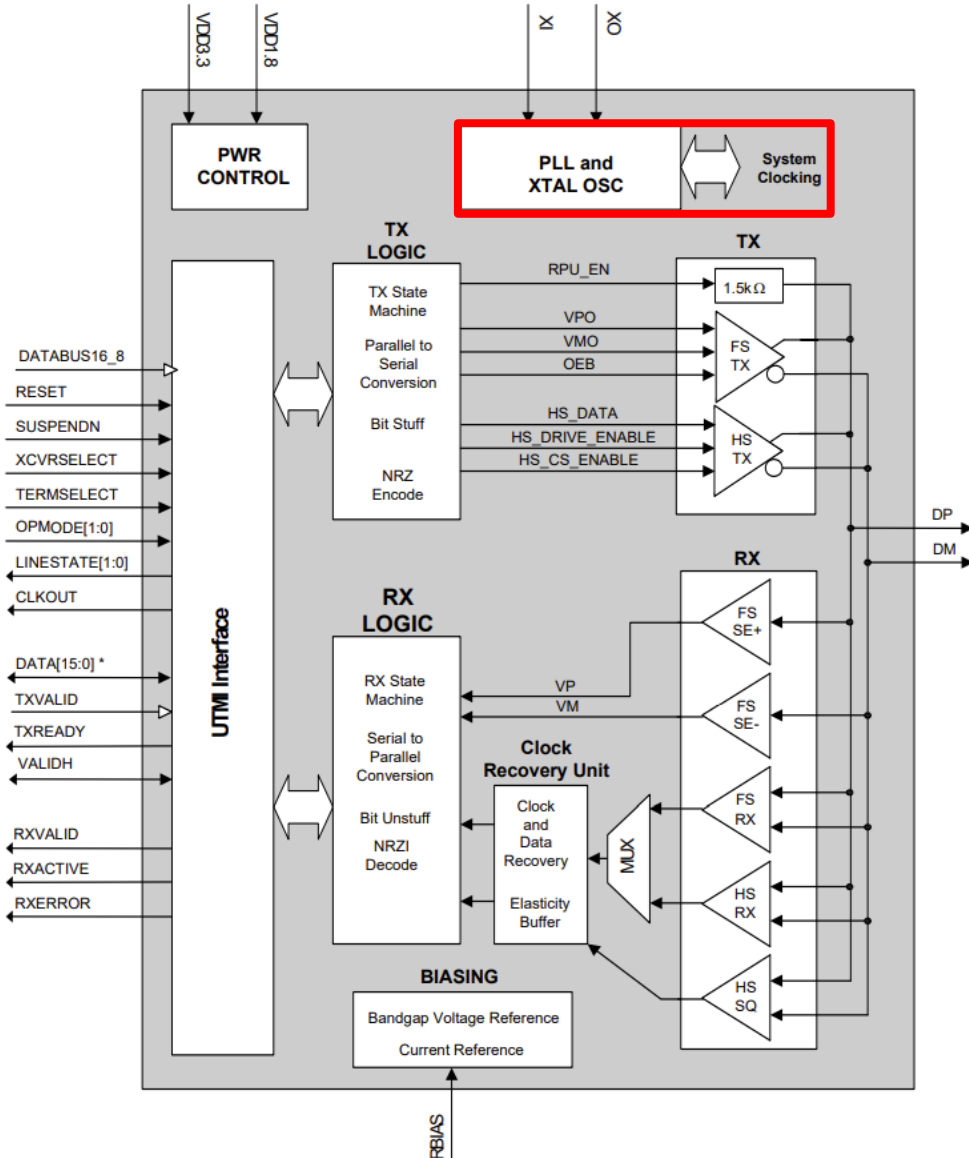 VDD3.3
VDD1.8
XI
XO
PWR
CONTROL
PLL and
XTAL OSC
System
Clocking
TX
LOGIC
TX State
Machine
Parallel to
Serial
Conversion
Bit Stuff
NRZ
Encode
RPU_EN
VPO
VMO
OEB
HS_DATA
HS_DRIVE_ENABLE
HS_CS_ENABLE
TX
1.5kΩ
FS
TX
HS
TX
DATABUS16_8
RESET
SUSPENDN
XCVRSELECT
TERMSELECT
OPMODE[1:0]
LINESTATE[1:0]
CLKOUT
DATA[15:0] *
TXVALID
TXREADY
VALIDH
RXVALID
RXACTIVE
RXERROR
UTMI Interface
DP
DM
RX
LOGIC
RX State
Machine
Serial to
Parallel
Conversion
Bit Unstuff
NRZI
Decode
VP
VM
Clock
Recovery Unit
Clock
and
Data
Recovery
Elasticity
Buffer
MUX
RX
FS
SE+
FS
SE-
FS
RX
HS
RX
HS
SQ
BIASING
Bandgap Voltage Reference
Current Reference
RBIAS